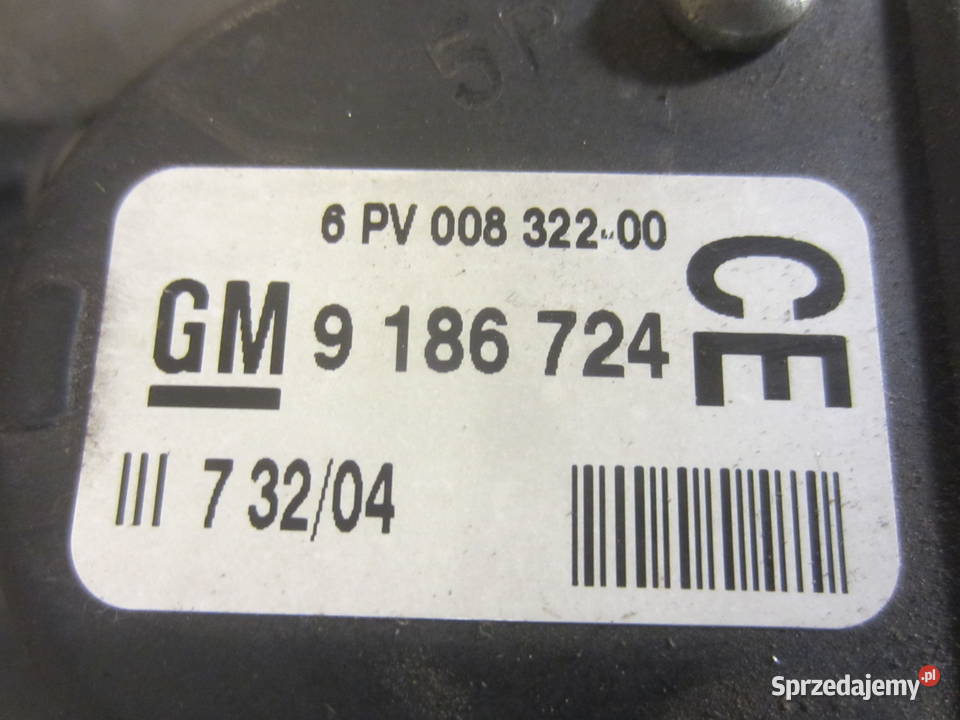 5P
6 PV 008 322-00
GM 9 186 724
CE
III 7 32/04
Sprzedajemy.pl